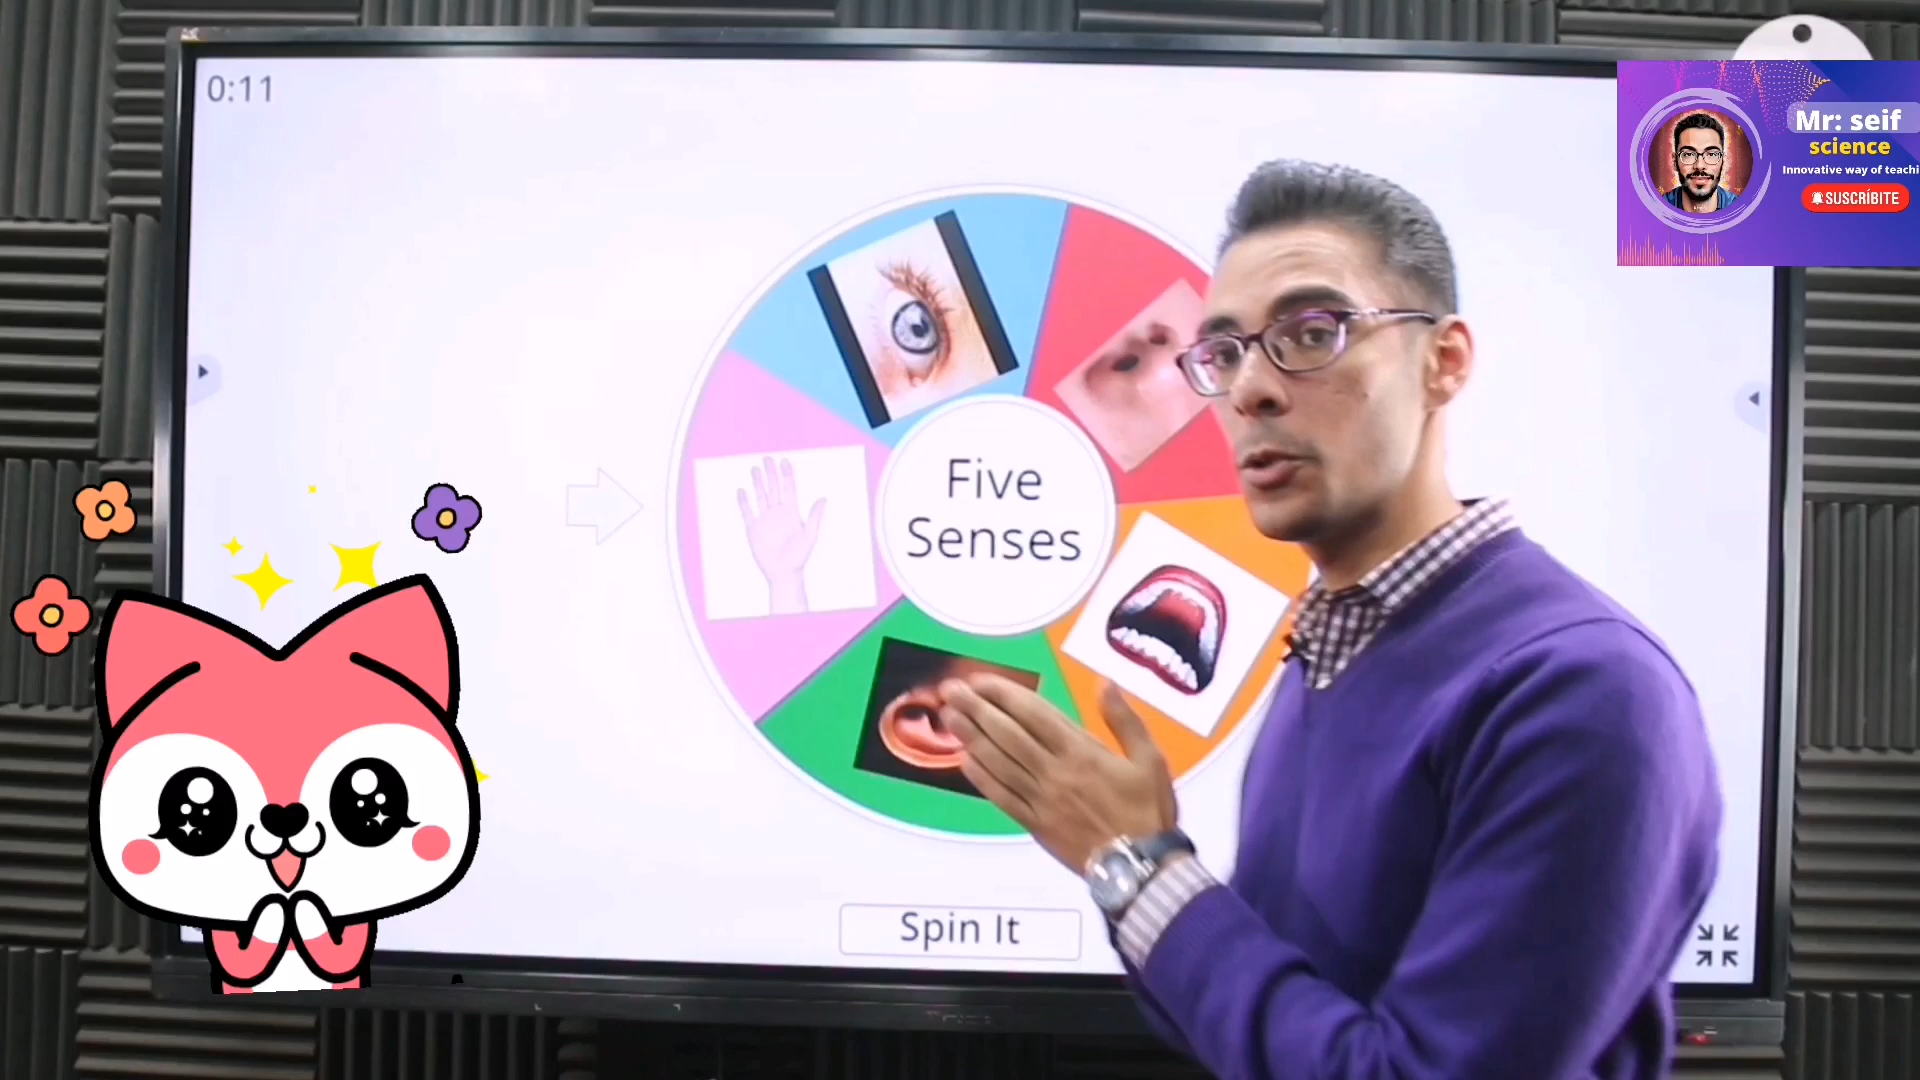 0:11
Mr: seif
science
Innovative way of teachi
SUSCRÍBITE
Five
Senses
Spin It